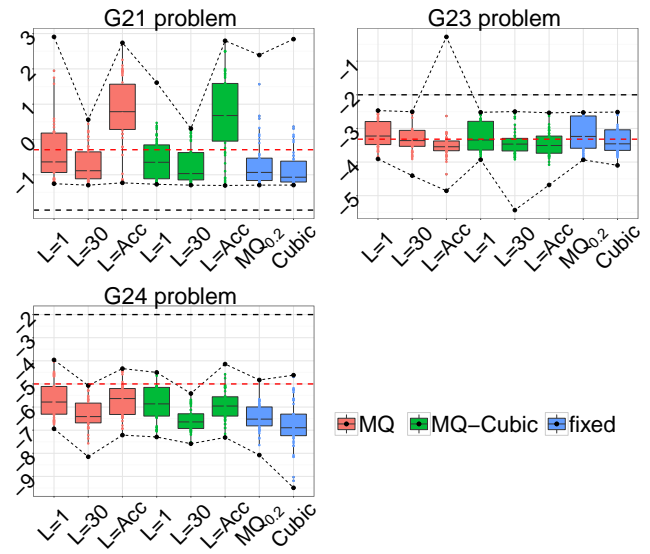 G21 problem
3
2
1
0
−1
L=1
L=30
L=Acc
L=1
L=30
L=Acc
MQ0.2
Cubic
G23 problem
−1
−2
−3
−4
−5
L=1
L=30
L=Acc
L=1
L=30
L=Acc
MQ0.2
Cubic
G24 problem
−2
−3
−4
−5
−6
−7
−8
−9
L=1
L=30
L=Acc
L=1
L=30
L=Acc
MQ0.2
Cubic
MQ MQ−Cubic fixed